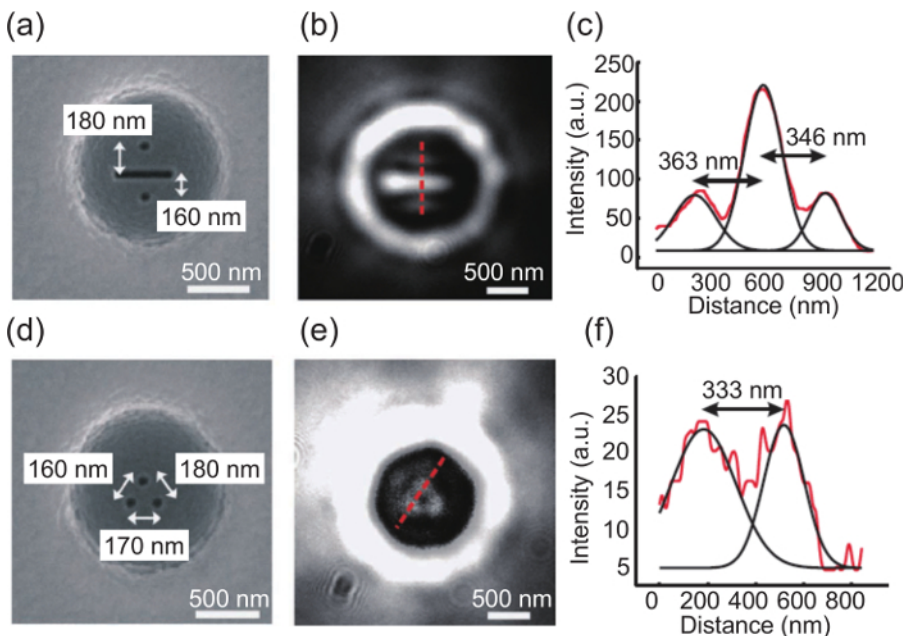 (a)
180 nm
160 nm
500 nm
(b)
500 nm
(c)
Intensity (a.u.)
250
200
150
100
50
0
363 nm
346 nm
0 300 600 900 1200
Distance (nm)
(d)
160 nm
180 nm
170 nm
500 nm
(e)
500 nm
(f)
Intensity (a.u.)
30
25
20
15
10
5
333 nm
0 200 400 600 800
Distance (nm)